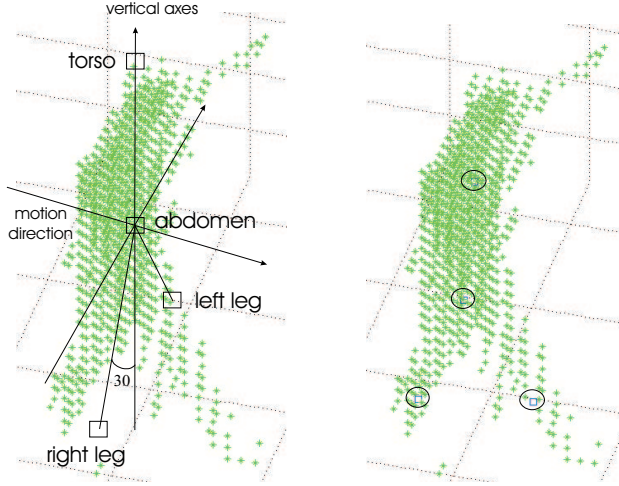 vertical axes
torso
motion
direction
abdomen
left leg
30
right leg